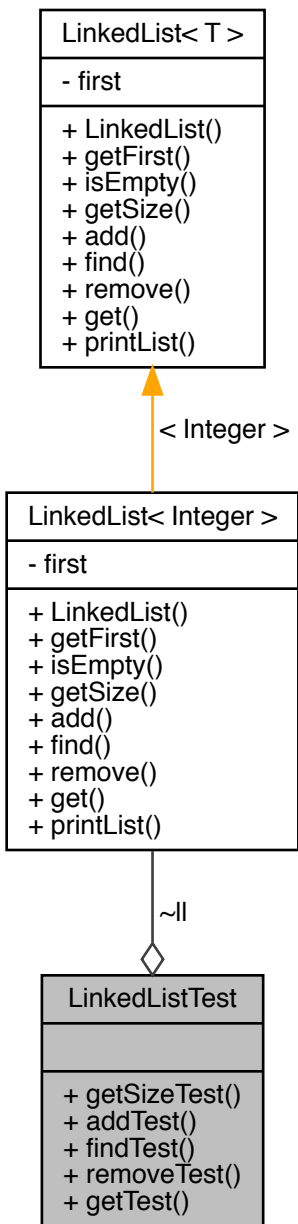 LinkedList< T >
- first
+ LinkedList()
+ getFirst()
+ isEmpty()
+ getSize()
+ add()
+ find()
+ remove()
+ get()
+ printList()
< Integer >
LinkedList< Integer >
- first
+ LinkedList()
+ getFirst()
+ isEmpty()
+ getSize()
+ add()
+ find()
+ remove()
+ get()
+ printList()
~ll
LinkedListTest
+ getSizeTest()
+ addTest()
+ findTest()
+ removeTest()
+ getTest()